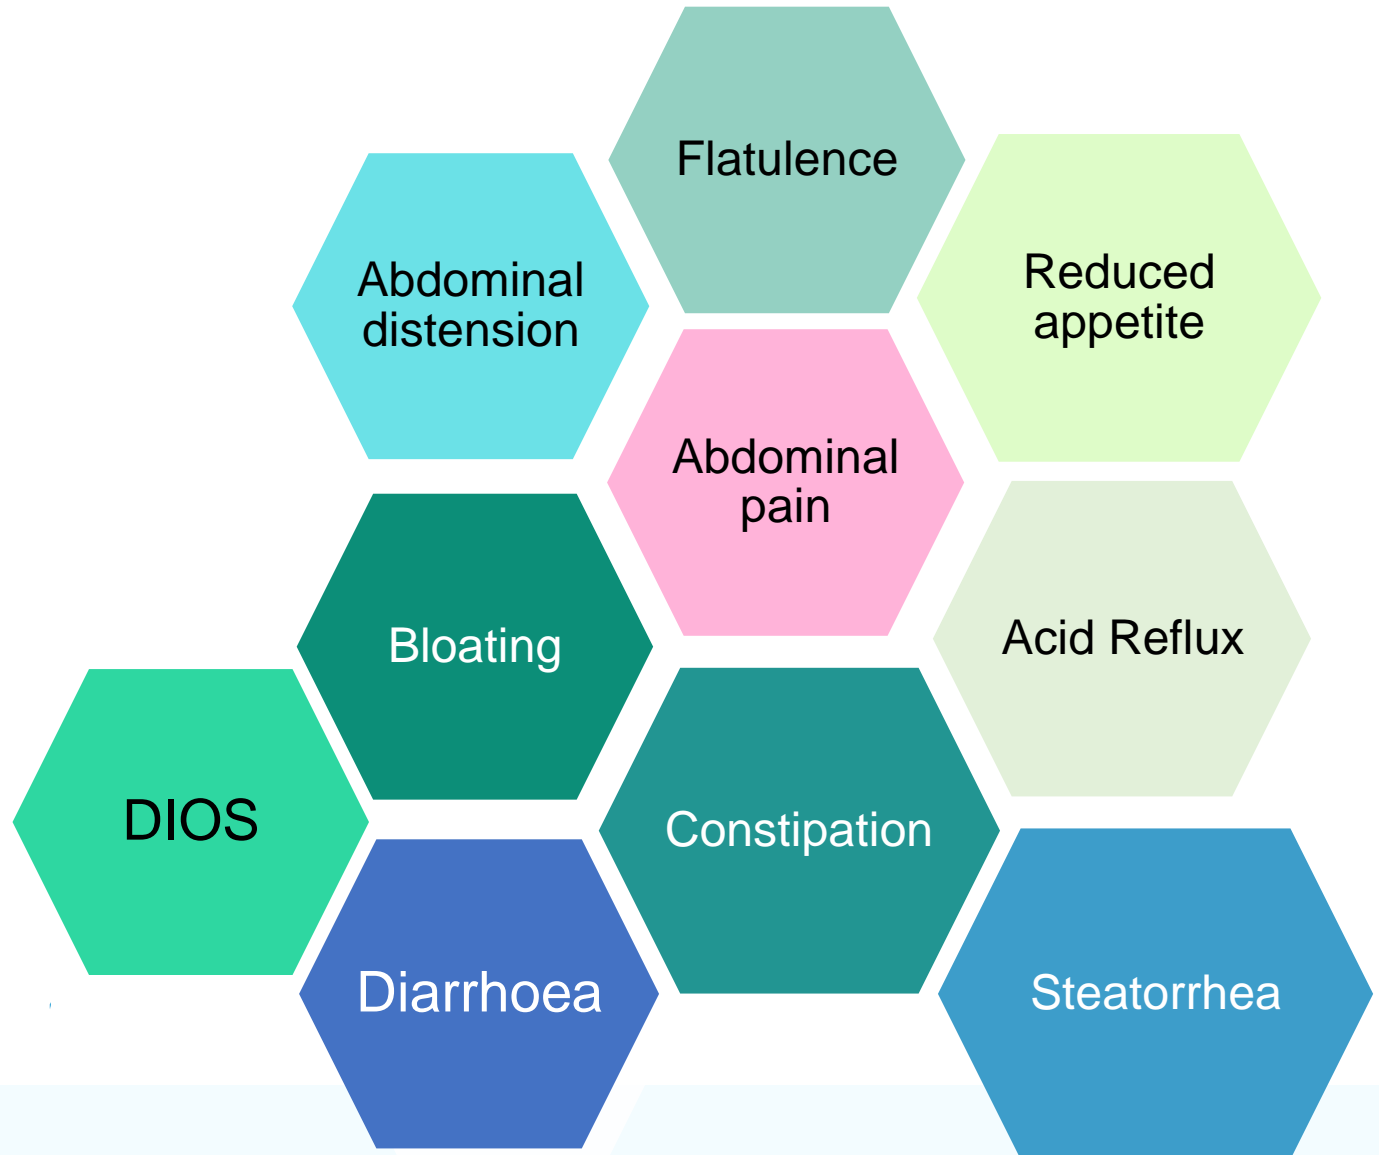 Flatulence
Abdominal
distension
Reduced
appetite
Abdominal
pain
Bloating
Acid Reflux
DIOS
Constipation
Diarrhoea
Steatorrhea